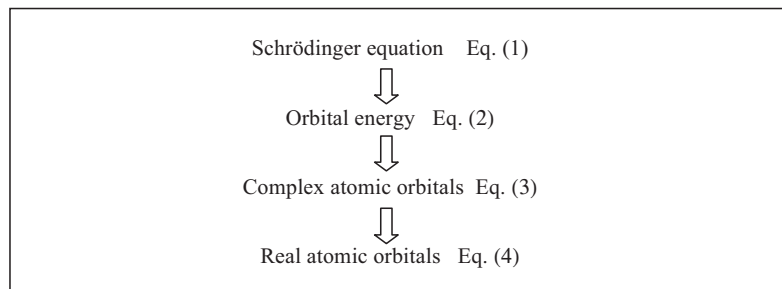 Schrödinger equation Eq. (1)
Orbital energy Eq. (2)
Complex atomic orbitals Eq. (3)
Real atomic orbitals Eq. (4)